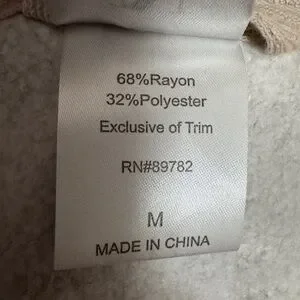 68%Rayon
32%Polyester
Exclusive of Trim
RN#89782
M
MADE IN CHINA